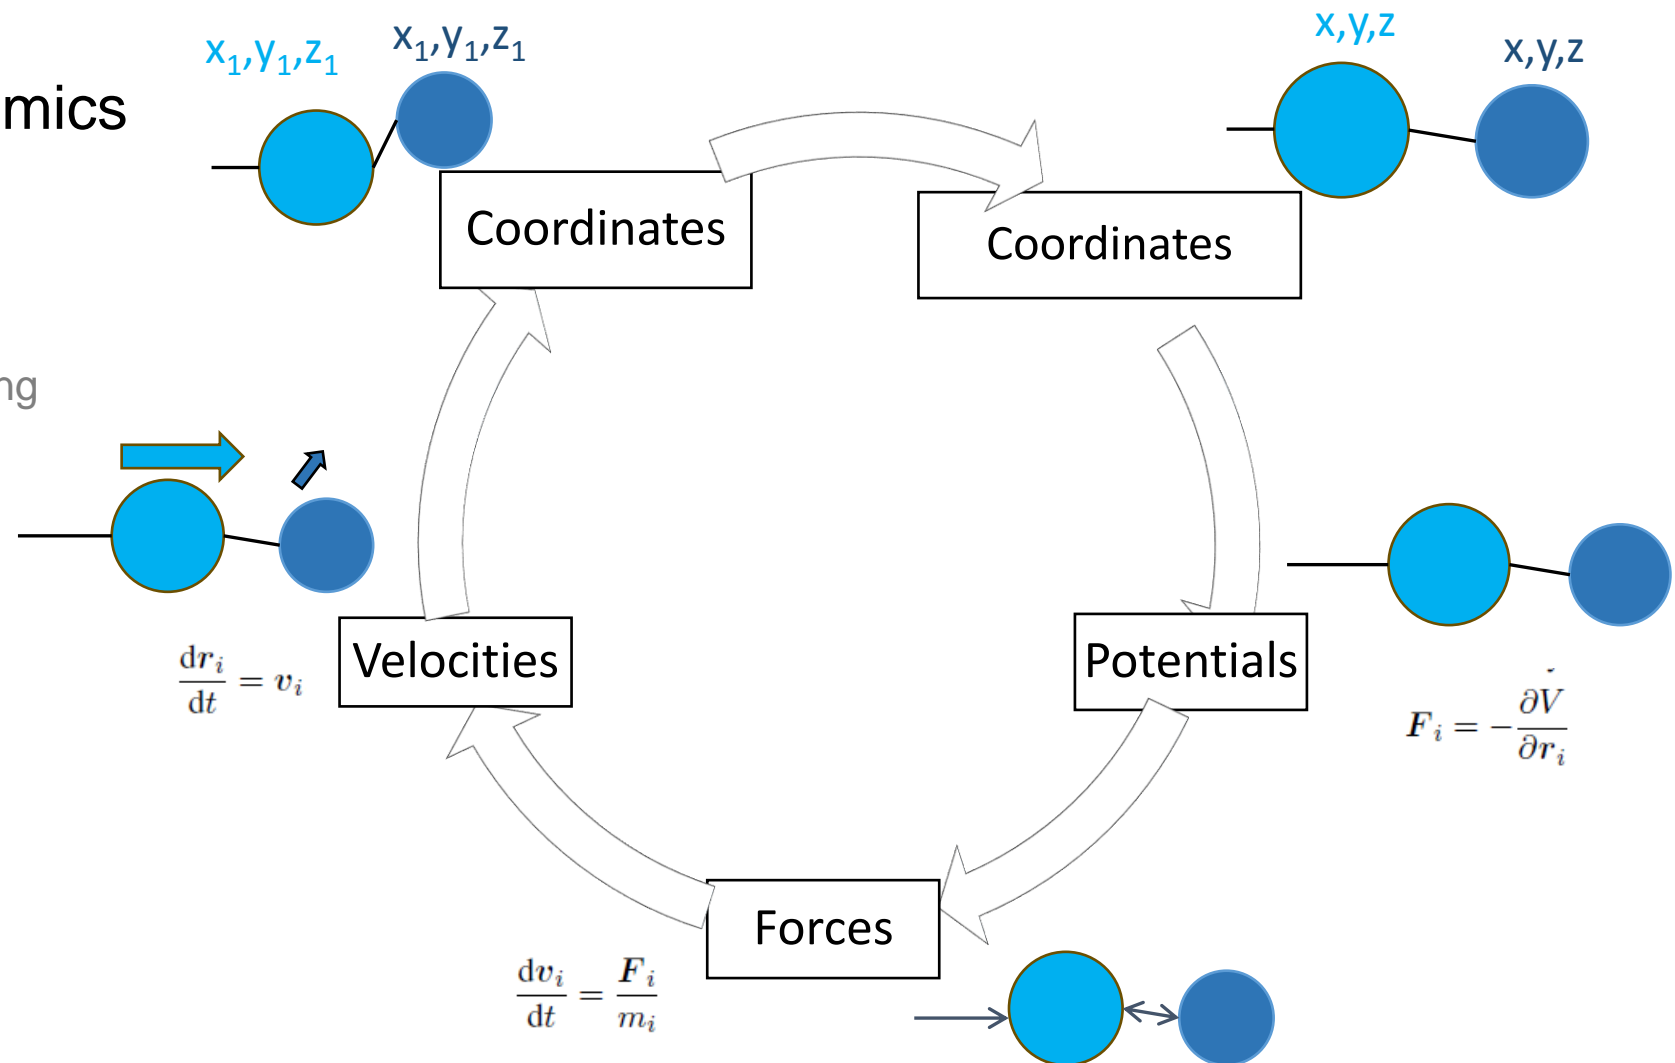 x₁,y₁,z₁
x₁,y₁,z₁
x,y,z
x,y,z
mics
Coordinates
Coordinates
ng
Velocities
Potentials
d𝒓ᵢ/dt = 𝒗ᵢ
𝑭ᵢ = −∂V/∂𝒓ᵢ
Forces
d𝒗ᵢ/dt = 𝑭ᵢ/mᵢ